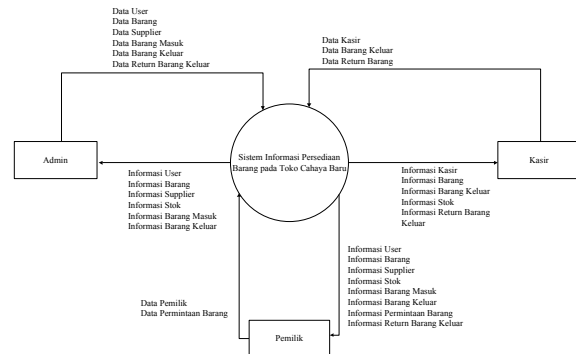 Data User
Data Barang
Data Supplier
Data Barang Masuk
Data Barang Keluar
Data Return Barang Keluar
Data Kasir
Data Barang Keluar
Data Return Barang
Admin
Sistem Informasi Persediaan
Barang pada Toko Cahaya Baru
Kasir
Informasi User
Informasi Barang
Informasi Supplier
Informasi Stok
Informasi Barang Masuk
Informasi Barang Keluar
Informasi Kasir
Informasi Barang
Informasi Barang Keluar
Informasi Stok
Informasi Return Barang
Keluar
Data Pemilik
Data Permintaan Barang
Informasi User
Informasi Barang
Informasi Supplier
Informasi Stok
Informasi Barang Masuk
Informasi Barang Keluar
Informasi Permintaan Barang
Informasi Return Barang Keluar
Pemilik